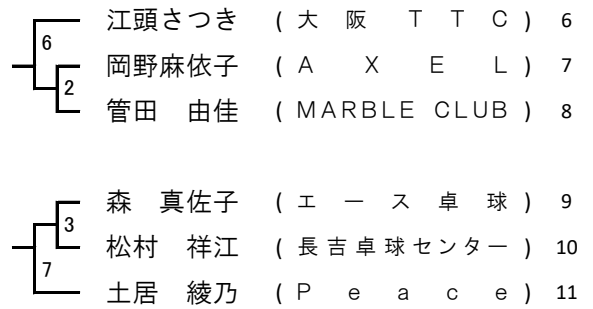 江頭さつき (大阪TTC) 6
6
岡野麻依子 (AXEL) 7
2
管田 由佳 (MARBLE CLUB) 8
森 真佐子 (エース卓球) 9
3
松村 祥江 (長吉卓球センター) 10
7
土居 綾乃 (Peace) 11